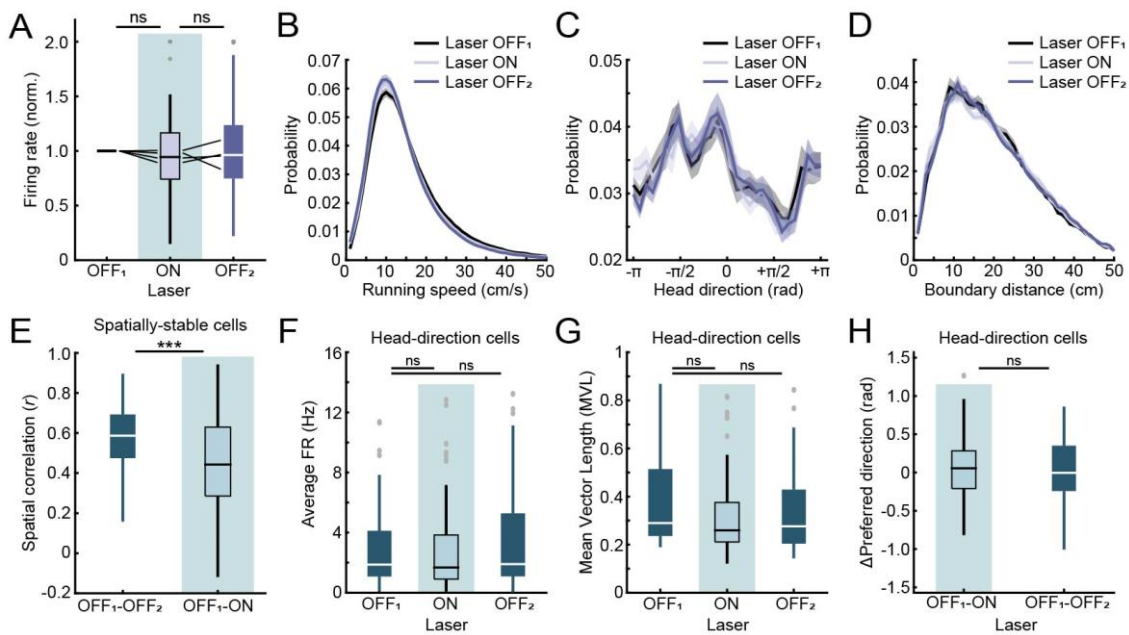 A
ns
ns
Firing rate (norm.)
2.0
1.5
1.0
0.5
0
OFF₁
ON
OFF₂
Laser
B
Laser OFF₁
Laser ON
Laser OFF₂
Probability
0.07
0.06
0.05
0.04
0.03
0.02
0.01
0
0
10
20
30
40
50
Running speed (cm/s)
C
Laser OFF₁
Laser ON
Laser OFF₂
Probability
0.05
0.04
0.03
0.02
-π
-π/2
0
+π/2
+π
Head direction (rad)
D
Laser OFF₁
Laser ON
Laser OFF₂
Probability
0.05
0.04
0.03
0.02
0.01
0
0
10
20
30
40
50
Boundary distance (cm)
E
Spatially-stable cells
***
Spatial correlation (r)
1.0
0.8
0.6
0.4
0.2
0
-0.2
OFF₁-OFF₂
OFF₁-ON
Laser
F
Head-direction cells
ns
ns
Average FR (Hz)
16
12
8
4
2
0
OFF₁
ON
OFF₂
Laser
G
Head-direction cells
ns
ns
Mean Vector Length (MVL)
1
0.8
0.6
0.4
0.2
0
OFF₁
ON
OFF₂
Laser
H
Head-direction cells
ns
ΔPreferred direction (rad)
1.5
1.0
0.5
0
-0.5
-1.0
-1.5
OFF₁-ON
OFF₁-OFF₂
Laser